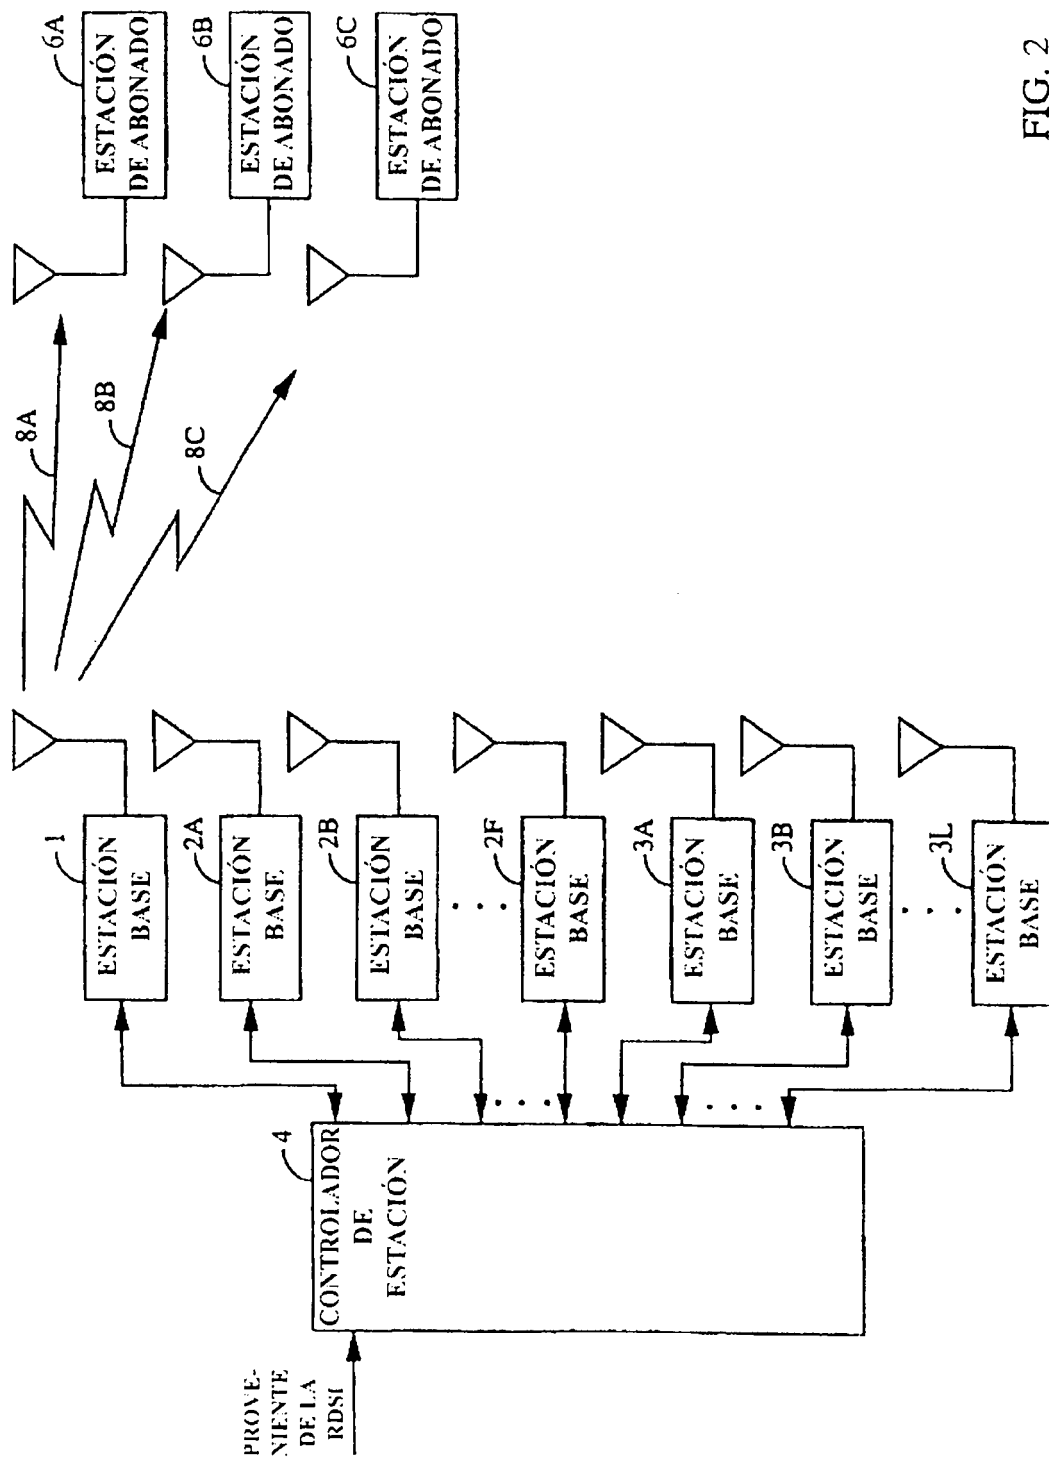 PROVE-
NIENTE
DE LA
RDSI
CONTROLADOR
DE
ESTACIÓN
4
ESTACIÓN
BASE
1
ESTACIÓN
BASE
2A
ESTACIÓN
BASE
2B
ESTACIÓN
BASE
2F
ESTACIÓN
BASE
3A
ESTACIÓN
BASE
3B
ESTACIÓN
BASE
3L
8A
8B
8C
ESTACIÓN
DE ABONADO
6A
ESTACIÓN
DE ABONADO
6B
ESTACIÓN
DE ABONADO
6C
FIG. 2